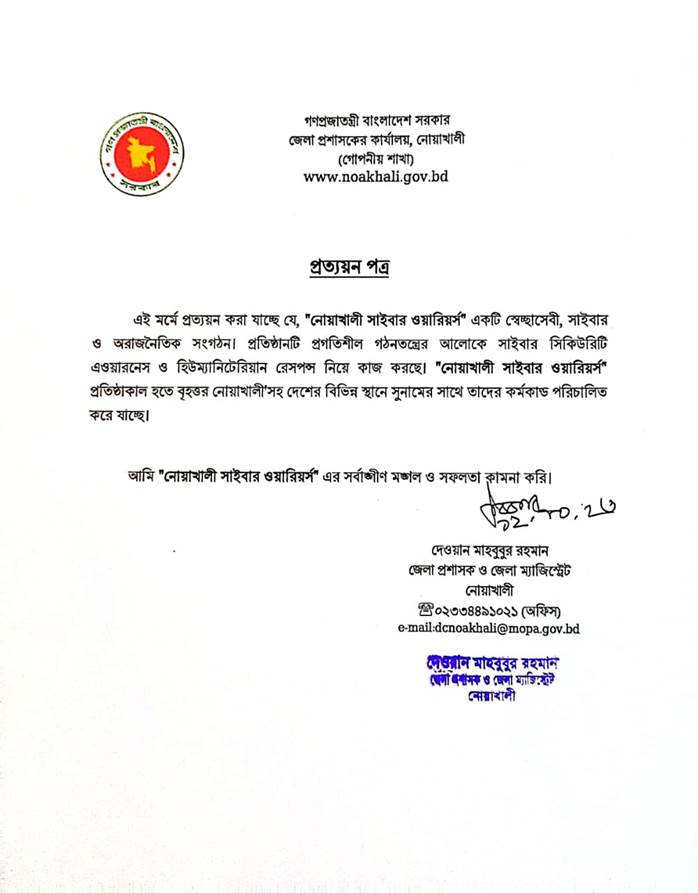 গণপ্রজাতন্ত্রী বাংলাদেশ
সরকার
গণপ্রজাতন্ত্রী বাংলাদেশ সরকার
জেলা প্রশাসকের কার্যালয়, নোয়াখালী
(গোপনীয় শাখা)
www.noakhali.gov.bd
প্রত্যয়ন পত্র
এই মর্মে প্রত্যয়ন করা যাচ্ছে যে, "নোয়াখালী সাইবার ওয়ারিয়র্স" একটি স্বেচ্ছাসেবী, সাইবার
ও অরাজনৈতিক সংগঠন। প্রতিষ্ঠানটি প্রগতিশীল গঠনতন্ত্রের আলোকে সাইবার সিকিউরিটি
এওয়ারনেস ও হিউম্যানিটেরিয়ান রেসপন্স নিয়ে কাজ করছে। "নোয়াখালী সাইবার ওয়ারিয়র্স"
প্রতিষ্ঠাকাল হতে বৃহত্তর নোয়াখালী'সহ দেশের বিভিন্ন স্থানে সুনামের সাথে তাদের কর্মকান্ড পরিচালিত
করে যাচ্ছে।
আমি "নোয়াখালী সাইবার ওয়ারিয়র্স" এর সর্বাঙ্গীণ মঙ্গল ও সফলতা কামনা করি।
১২.১০.২৩
দেওয়ান মাহবুবুর রহমান
জেলা প্রশাসক ও জেলা ম্যাজিস্ট্রেট
নোয়াখালী
☎০২৩৩৪৪৯১০২১ (অফিস)
e-mail:dcnoakhali@mopa.gov.bd
দেওয়ান মাহবুবুর রহমান
জেলা প্রশাসক ও জেলা ম্যাজিস্ট্রেট
নোয়াখালী